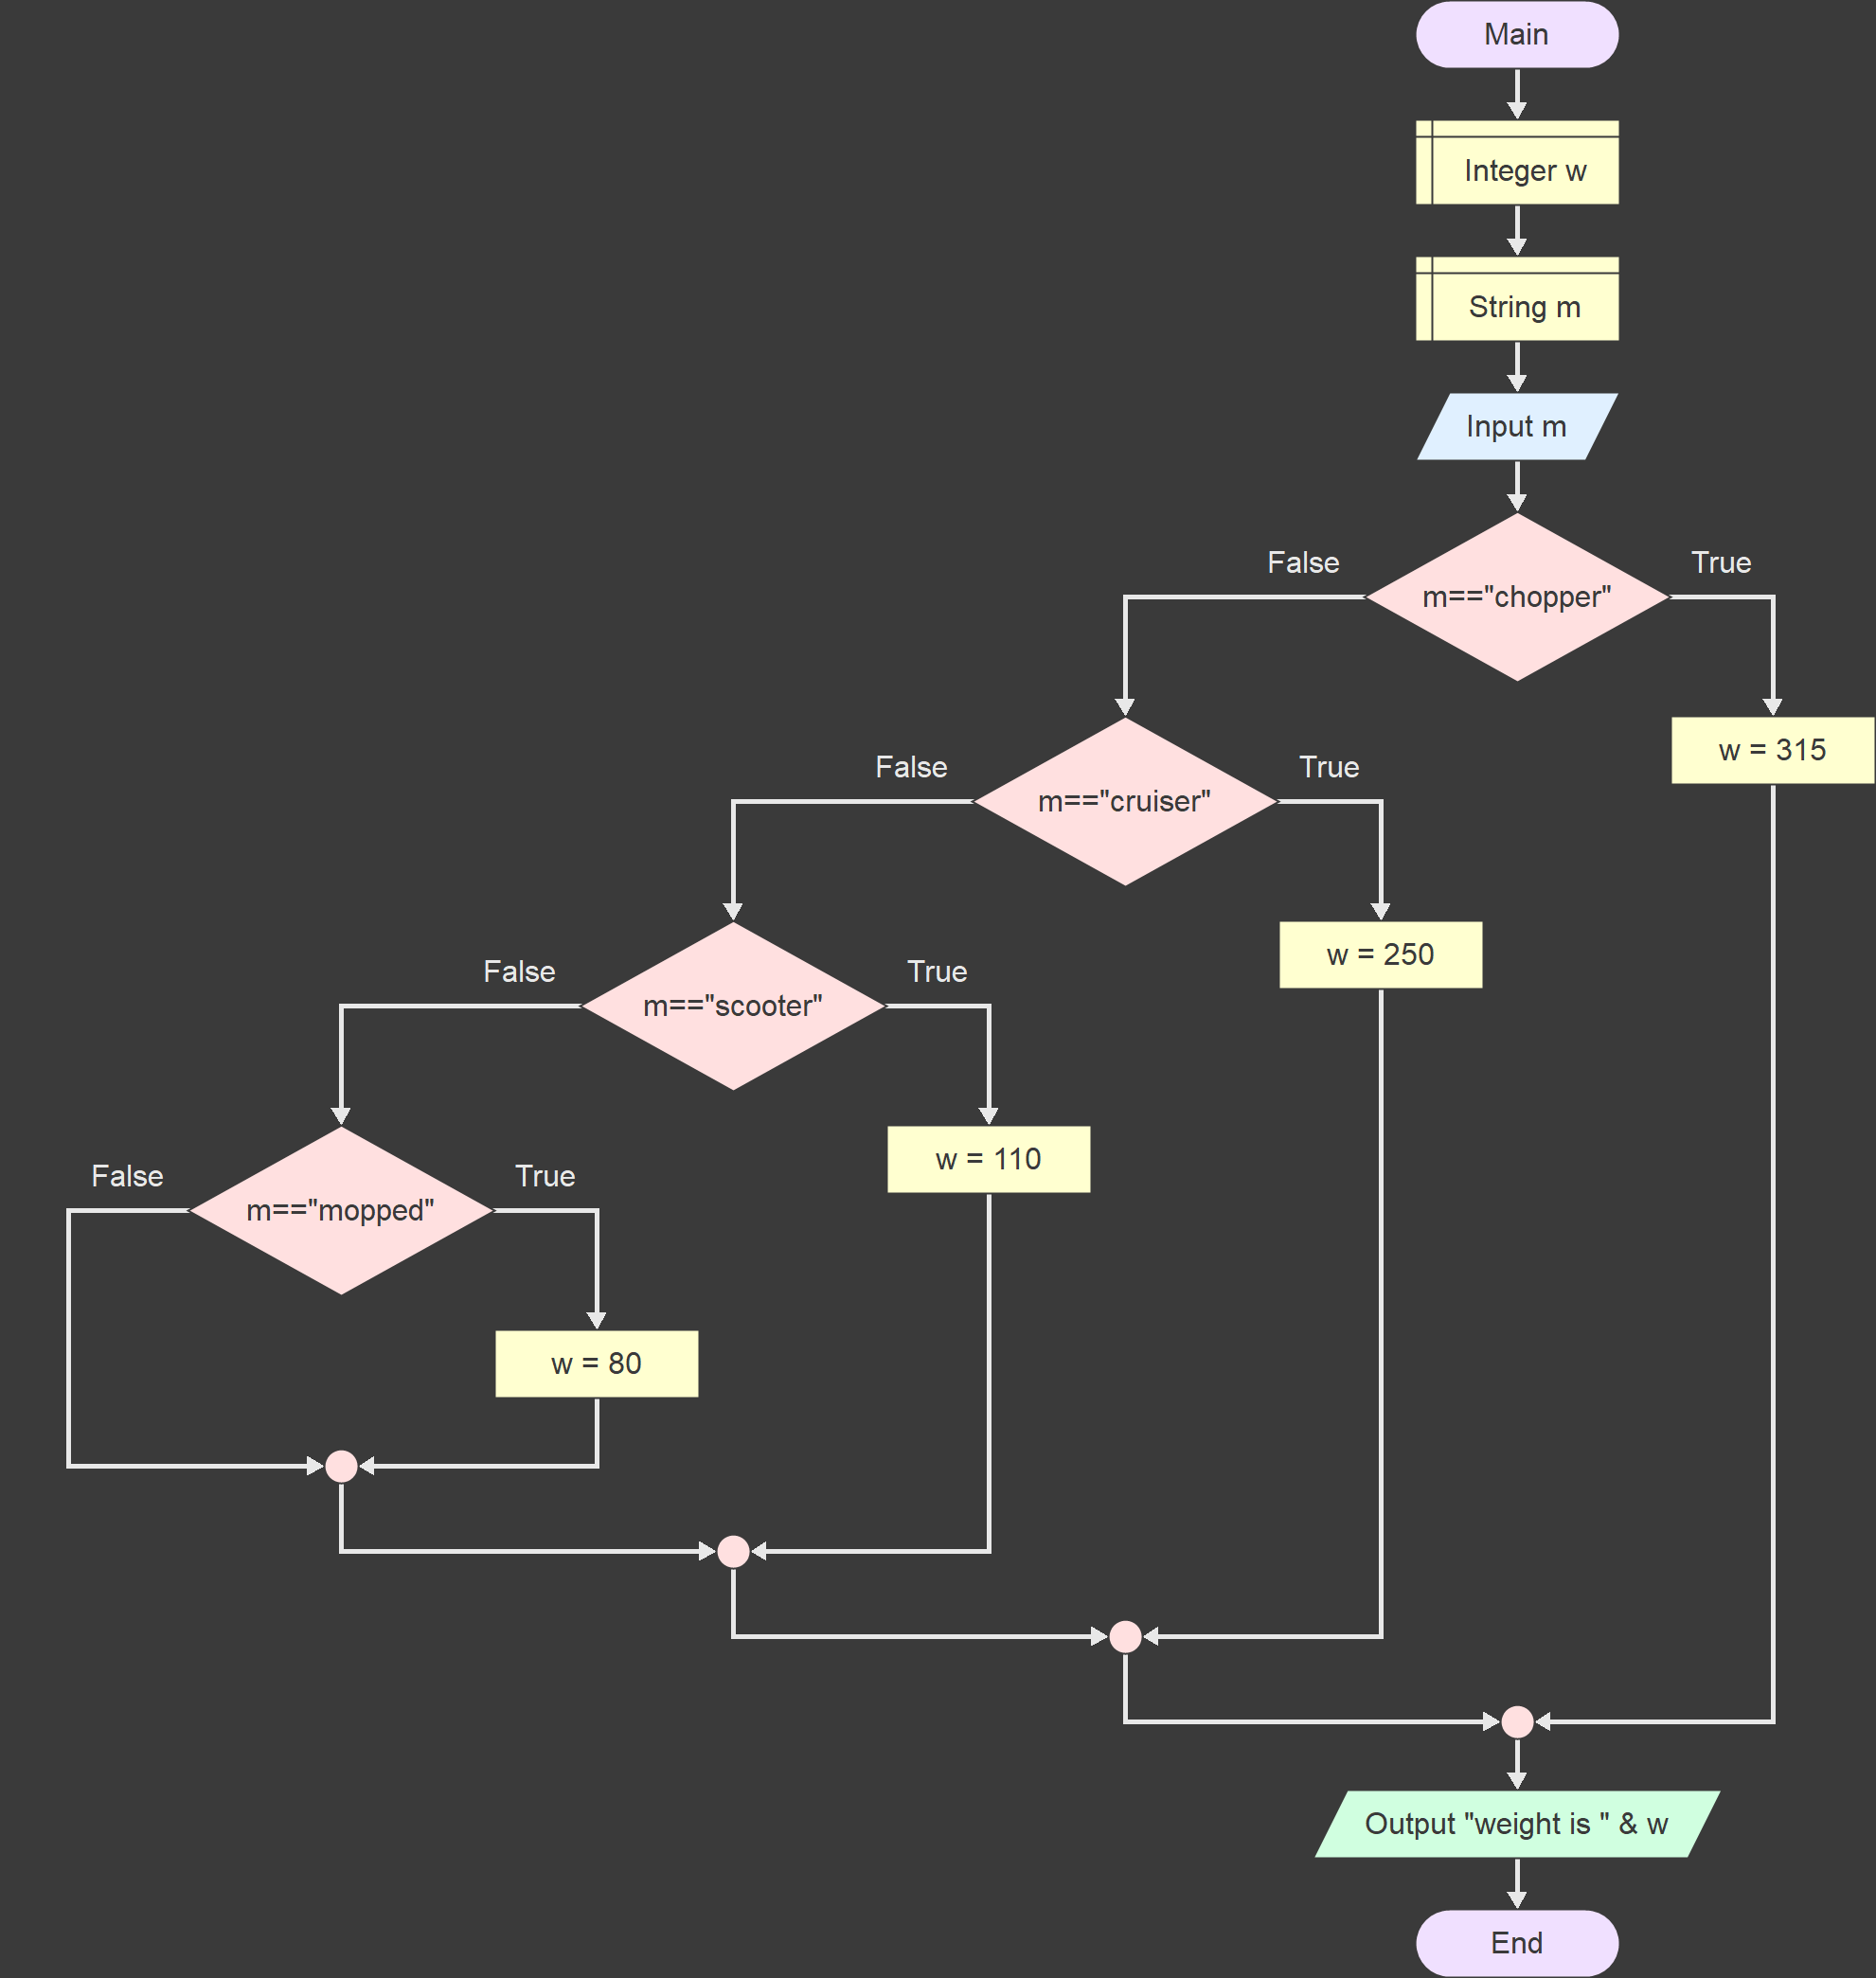 Main
Integer w
String m
Input m
False
True
m=="chopper"
w = 315
False
True
m=="cruiser"
w = 250
False
True
m=="scooter"
w = 110
False
True
m=="mopped"
w = 80
Output "weight is " & w
End